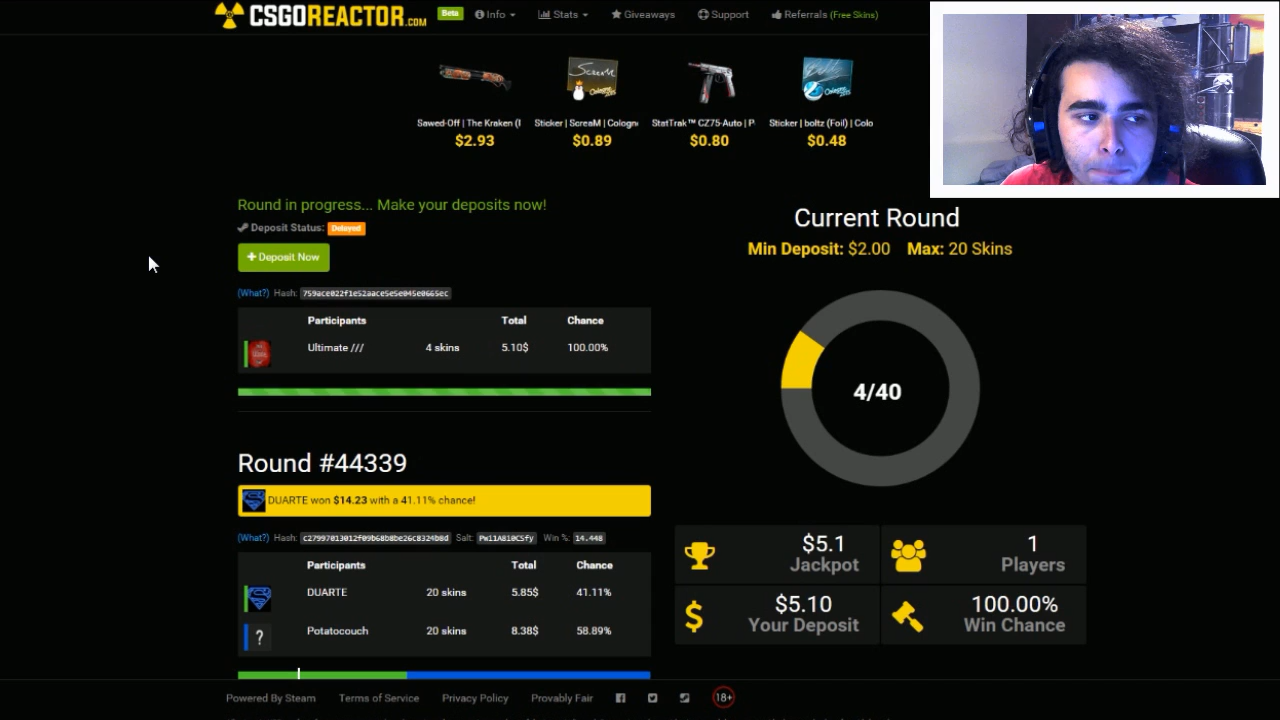 CSGOREACTOR.COM
Beta
Info
Stats
Giveaways
Support
Referrals (Free Skins)
Sawed-Off | The Kraken (
Sticker | ScreaM | Cologn
StatTrak™ CZ75-Auto | P
Sticker | boltz (Foil) | Colo
$2.93
$0.89
$0.80
$0.48
Round in progress... Make your deposits now!
Deposit Status: Delayed
+ Deposit Now
(What?) Hash: 759ace022f1e52aace5e5e045e0665ec
Participants Total Chance
Ultimate /// 4 skins 5.10$ 100.00%
Round #44339
DUARTE won $14.23 with a 41.11% chance!
(What?) Hash: c27997013012f09b68b8be26c8324b8d Salt: PW11A810CSfy Win %: 14.448
Participants Total Chance
DUARTE 20 skins 5.85$ 41.11%
? Potatocouch 20 skins 8.38$ 58.89%
Current Round
Min Deposit: $2.00 Max: 20 Skins
4/40
$5.1
Jackpot
1
Players
$5.10
Your Deposit
100.00%
Win Chance
Powered By Steam Terms of Service Privacy Policy Provably Fair 18+